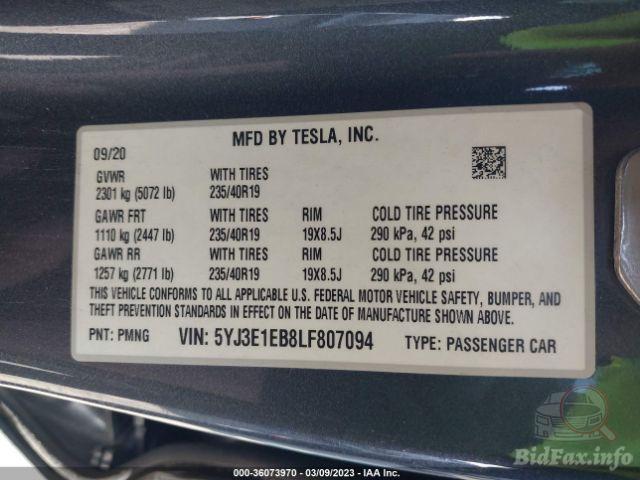 MFD BY TESLA, INC.
09/20
GVWR WITH TIRES
2301 kg (5072 lb) 235/40R19
GAWR FRT WITH TIRES RIM COLD TIRE PRESSURE
1110 kg (2447 lb) 235/40R19 19X8.5J 290 kPa, 42 psi
GAWR RR WITH TIRES RIM COLD TIRE PRESSURE
1257 kg (2771 lb) 235/40R19 19X8.5J 290 kPa, 42 psi
THIS VEHICLE CONFORMS TO ALL APPLICABLE U.S. FEDERAL MOTOR VEHICLE SAFETY, BUMPER, AND
THEFT PREVENTION STANDARDS IN EFFECT ON THE DATE OF MANUFACTURE SHOWN ABOVE.
PNT: PMNG VIN: 5YJ3E1EB8LF807094 TYPE: PASSENGER CAR
BidFax.info
000-36073970 - 03/09/2023 - IAA Inc.